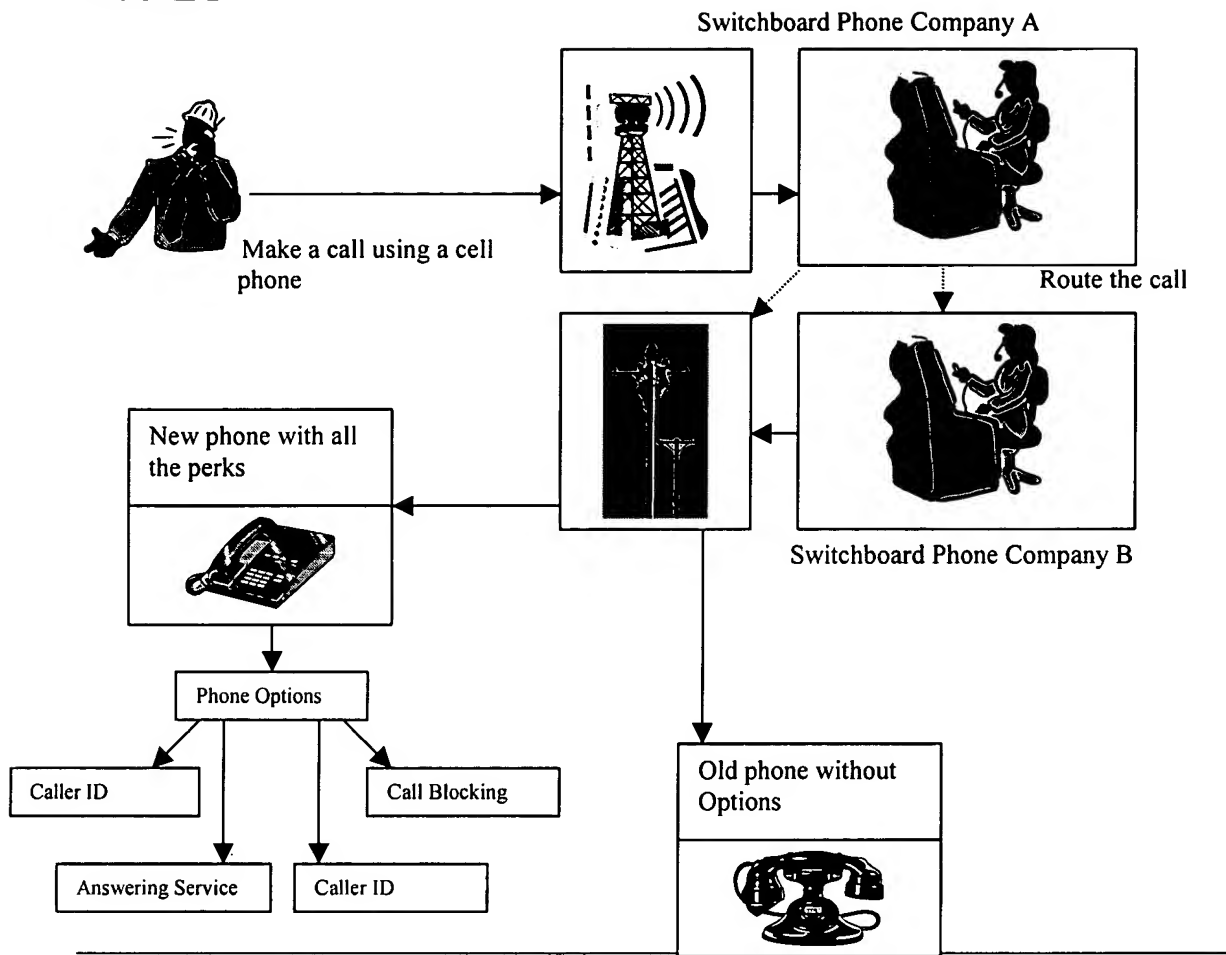 Switchboard Phone Company A
Make a call using a cell
phone
Route the call
New phone with all
the perks
Switchboard Phone Company B
Phone Options
Caller ID
Call Blocking
Old phone without
Options
Answering Service
Caller ID